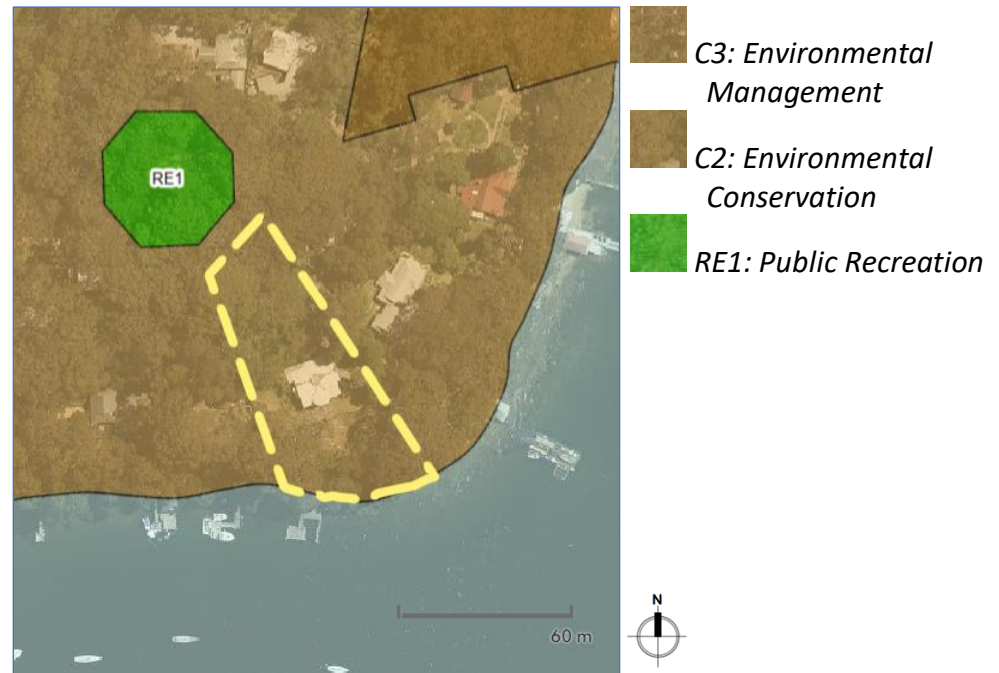 C3: Environmental
Management
C2: Environmental
Conservation
RE1: Public Recreation
RE1
60 m
N